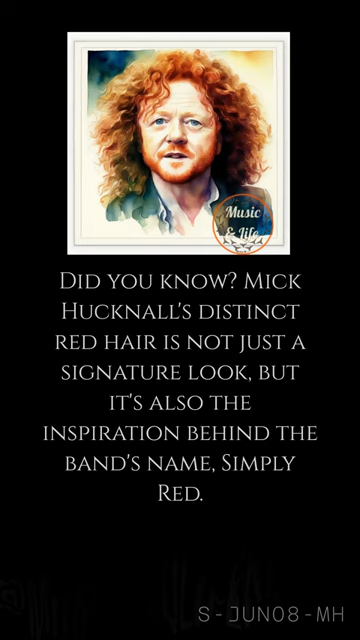 Music
& Life
Did you know? Mick
Hucknall's distinct
red hair is not just a
signature look, but
it's also the
inspiration behind the
band's name, Simply
Red.
S-JUN08-MH